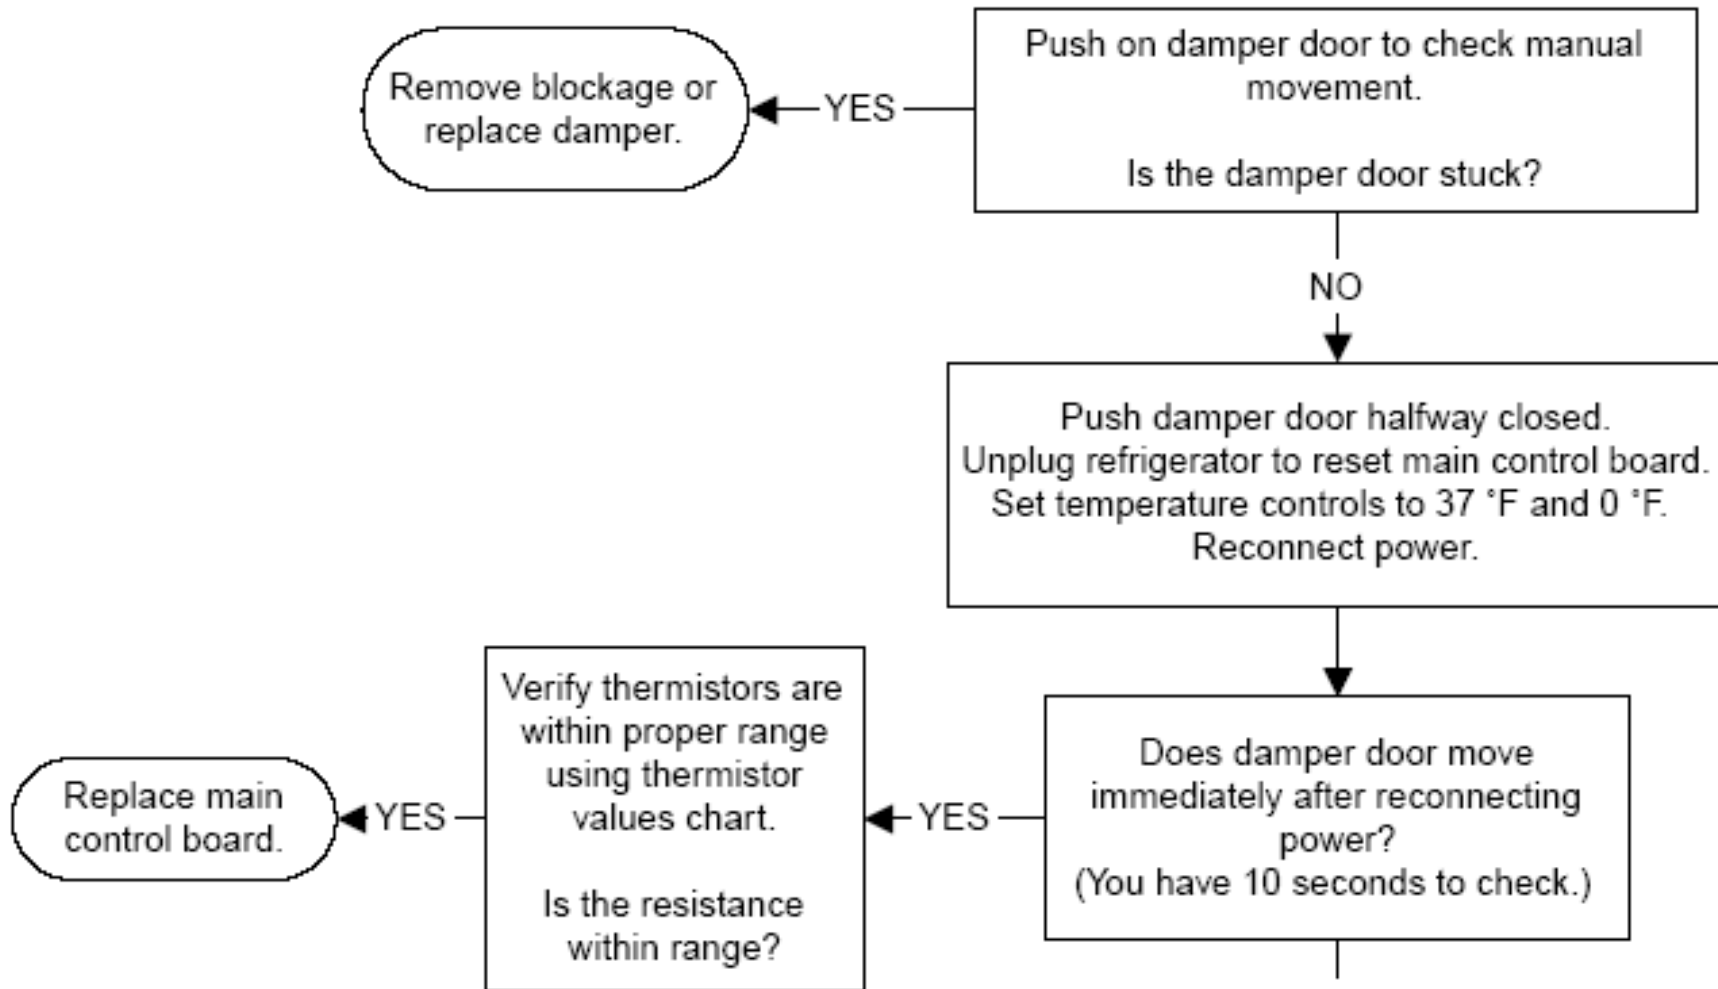 Push on damper door to check manual
movement.
Is the damper door stuck?
YES
Remove blockage or
replace damper.
NO
Push damper door halfway closed.
Unplug refrigerator to reset main control board.
Set temperature controls to 37 °F and 0 °F.
Reconnect power.
Does damper door move
immediately after reconnecting
power?
(You have 10 seconds to check.)
YES
Verify thermistors are
within proper range
using thermistor
values chart.
Is the resistance
within range?
YES
Replace main
control board.